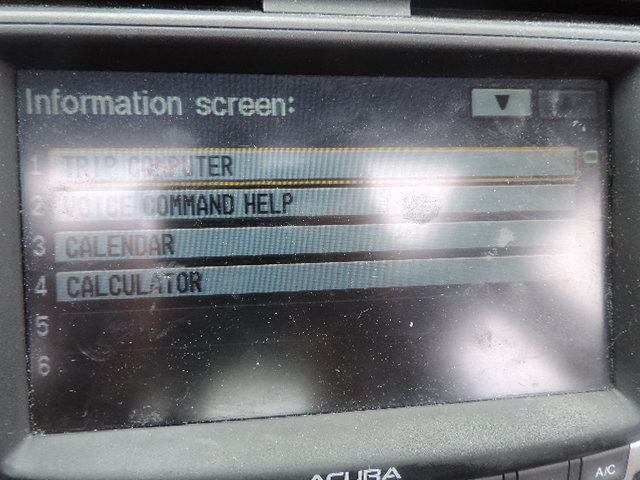 Information screen:
1 TRIP COMPUTER
2 VOICE COMMAND HELP
3 CALENDAR
4 CALCULATOR
5
6
ACURA
A/C